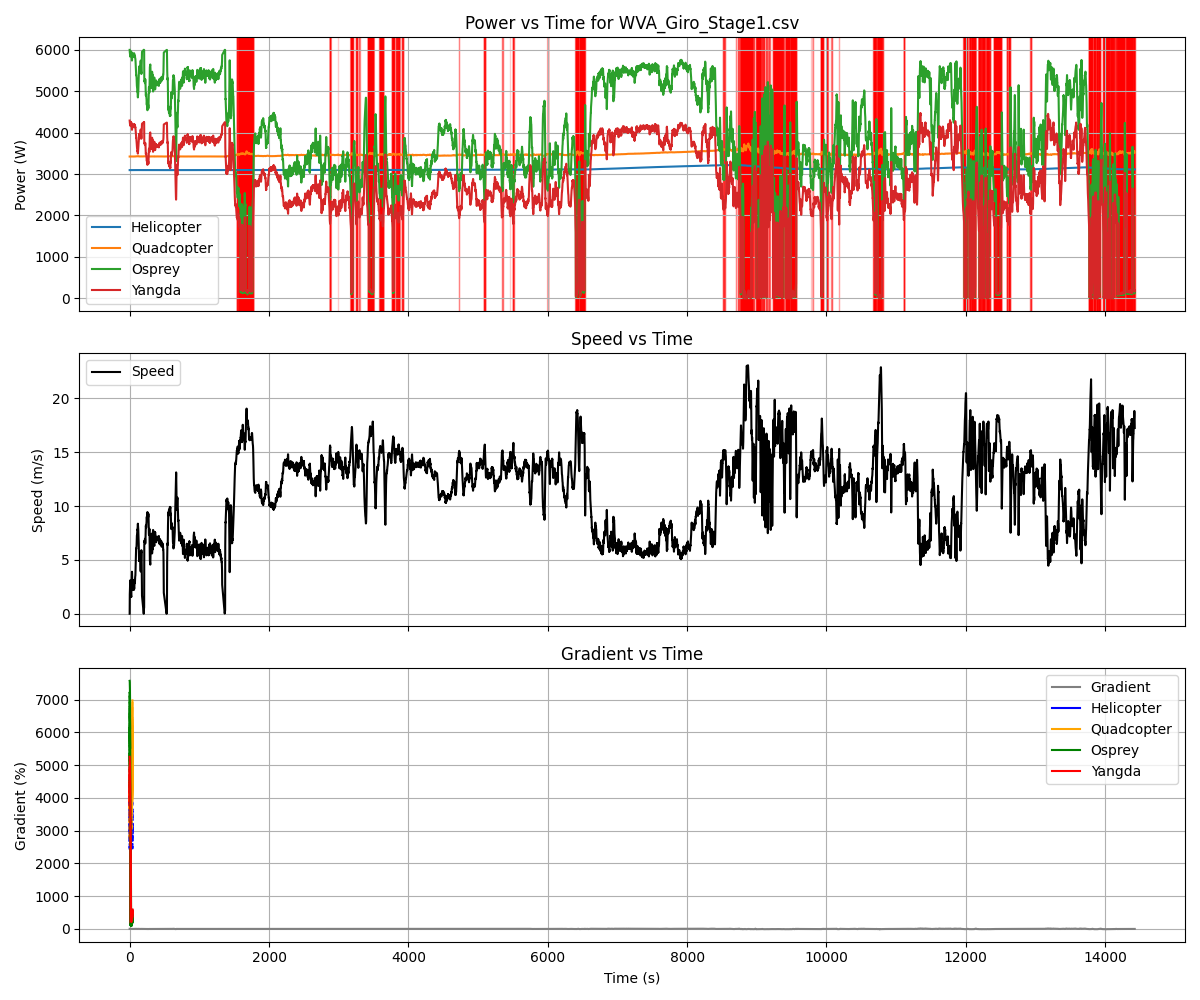 Power vs Time for WVA_Giro_Stage1.csv
Power (W)
6000
5000
4000
3000
2000
1000
0
Helicopter
Quadcopter
Osprey
Yangda
Speed vs Time
Speed (m/s)
20
15
10
5
0
Speed
Gradient vs Time
Gradient (%)
7000
6000
5000
4000
3000
2000
1000
0
Gradient
Helicopter
Quadcopter
Osprey
Yangda
0 2000 4000 6000 8000 10000 12000 14000
Time (s)